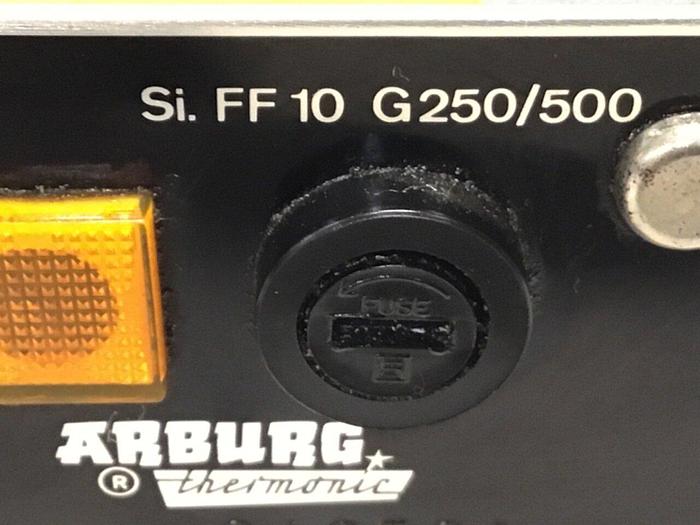 Si. FF 10 G250/500
FUSE
ARBURG
® thermonic